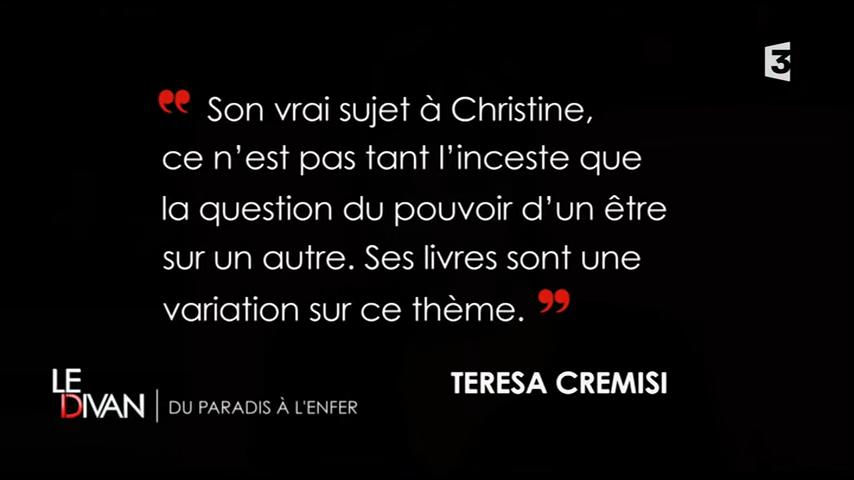 3
❝ Son vrai sujet à Christine,
ce n’est pas tant l’inceste que
la question du pouvoir d’un être
sur un autre. Ses livres sont une
variation sur ce thème. ❞
TERESA CREMISI
LE
DIVAN
DU PARADIS À L'ENFER